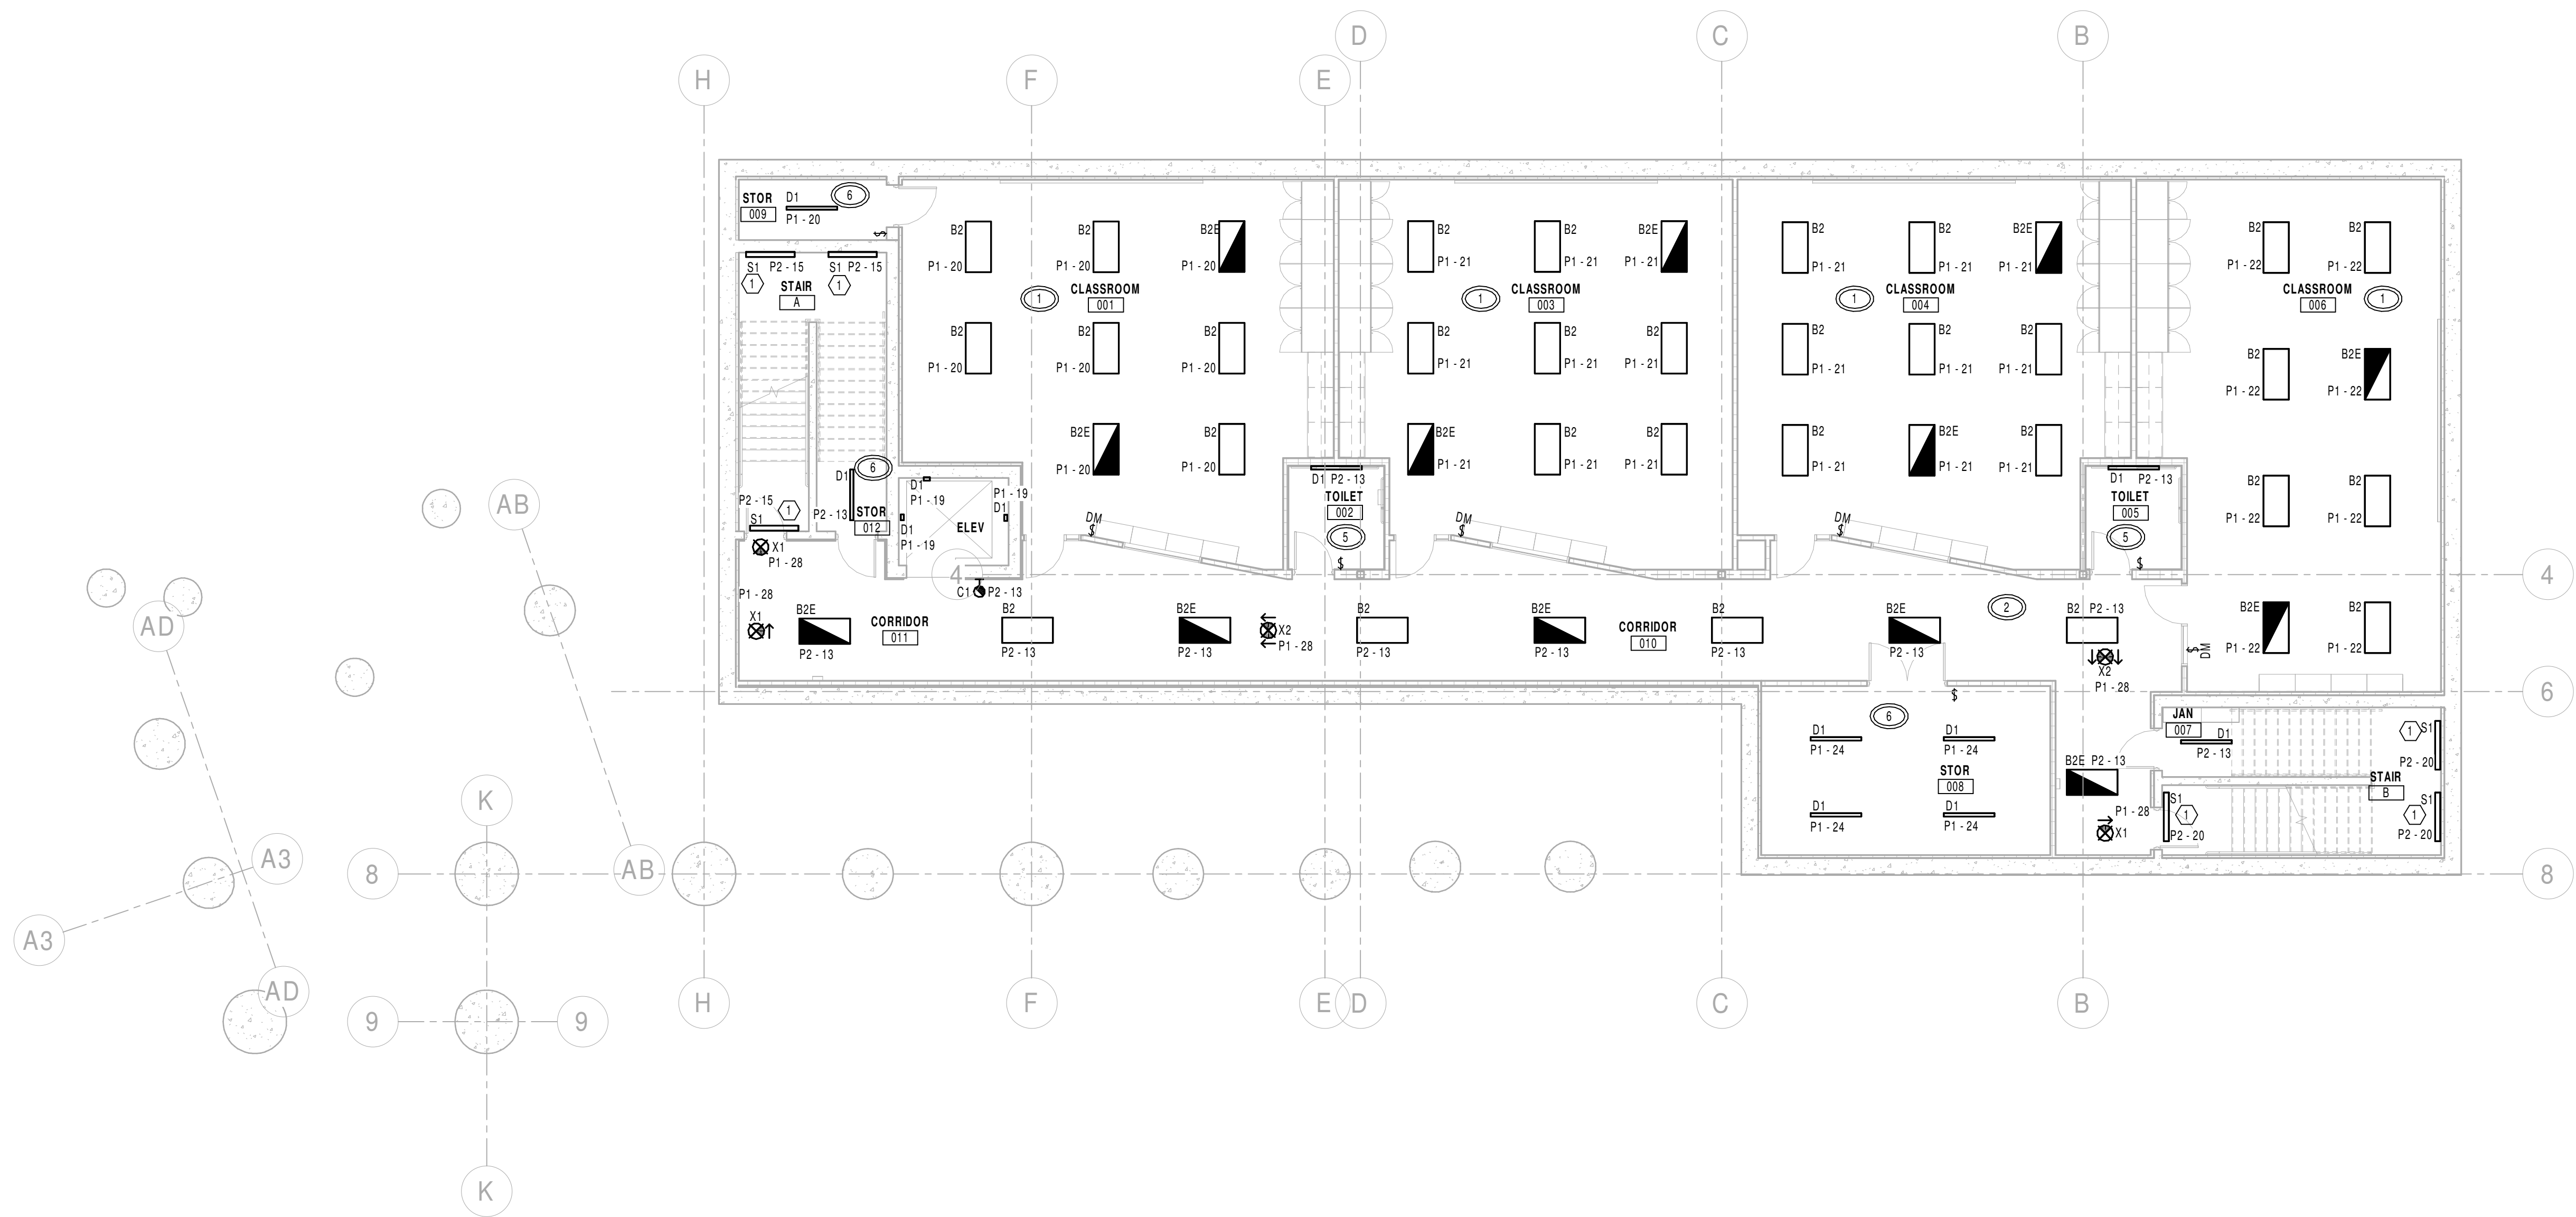 D
C
B
H
F
E
STOR
009
D1
P1 - 20
6
$
B2
P1 - 20
B2
P1 - 20
B2E
P1 - 20
B2
P1 - 21
B2
P1 - 21
B2E
P1 - 21
B2
P1 - 21
B2
P1 - 21
B2E
P1 - 21
B2
P1 - 22
B2
P1 - 22
S1 P2 - 15
S1 P2 - 15
1
1
STAIR
A
1
CLASSROOM
001
1
CLASSROOM
003
1
CLASSROOM
004
CLASSROOM
006
1
B2
P1 - 20
B2
P1 - 20
B2
P1 - 20
B2
P1 - 21
B2
P1 - 21
B2
P1 - 21
B2
P1 - 21
B2
P1 - 21
B2
P1 - 21
B2
P1 - 22
B2E
P1 - 22
B2E
P1 - 20
B2
P1 - 20
B2E
P1 - 21
B2
P1 - 21
B2
P1 - 21
B2
P1 - 21
B2E
P1 - 21
B2
P1 - 21
B2
P1 - 22
B2
P1 - 22
6
D1
P2 - 13
STOR
012
D1
P1 - 19
P1 - 19
D1
D1
P1 - 19
ELEV
D1 P2 - 13
TOILET
002
5
$
D1 P2 - 13
TOILET
005
5
$
DM
$
DM
$
DM
$
P2 - 15
1
S1
X1
P1 - 28
AB
AD
4
4
C1 P2 - 13
P1 - 28
X1
B2E
P2 - 13
CORRIDOR
011
B2
P2 - 13
B2E
P2 - 13
X2
P1 - 28
B2
P2 - 13
B2E
P2 - 13
CORRIDOR
010
B2
P2 - 13
B2E
P2 - 13
2
B2 P2 - 13
X2
P1 - 28
$
DM
B2E
P1 - 22
B2
P1 - 22
6
6
$
D1
P1 - 24
D1
P1 - 24
STOR
008
D1
P1 - 24
D1
P1 - 24
JAN
007
D1
P2 - 13
1
S1
P2 - 20
B2E P2 - 13
STAIR
B
P1 - 28
X1
S1
1
P2 - 20
S1
1
P2 - 20
K
A3
8
AB
8
A3
AD
9
9
H
F
E
D
C
B
K